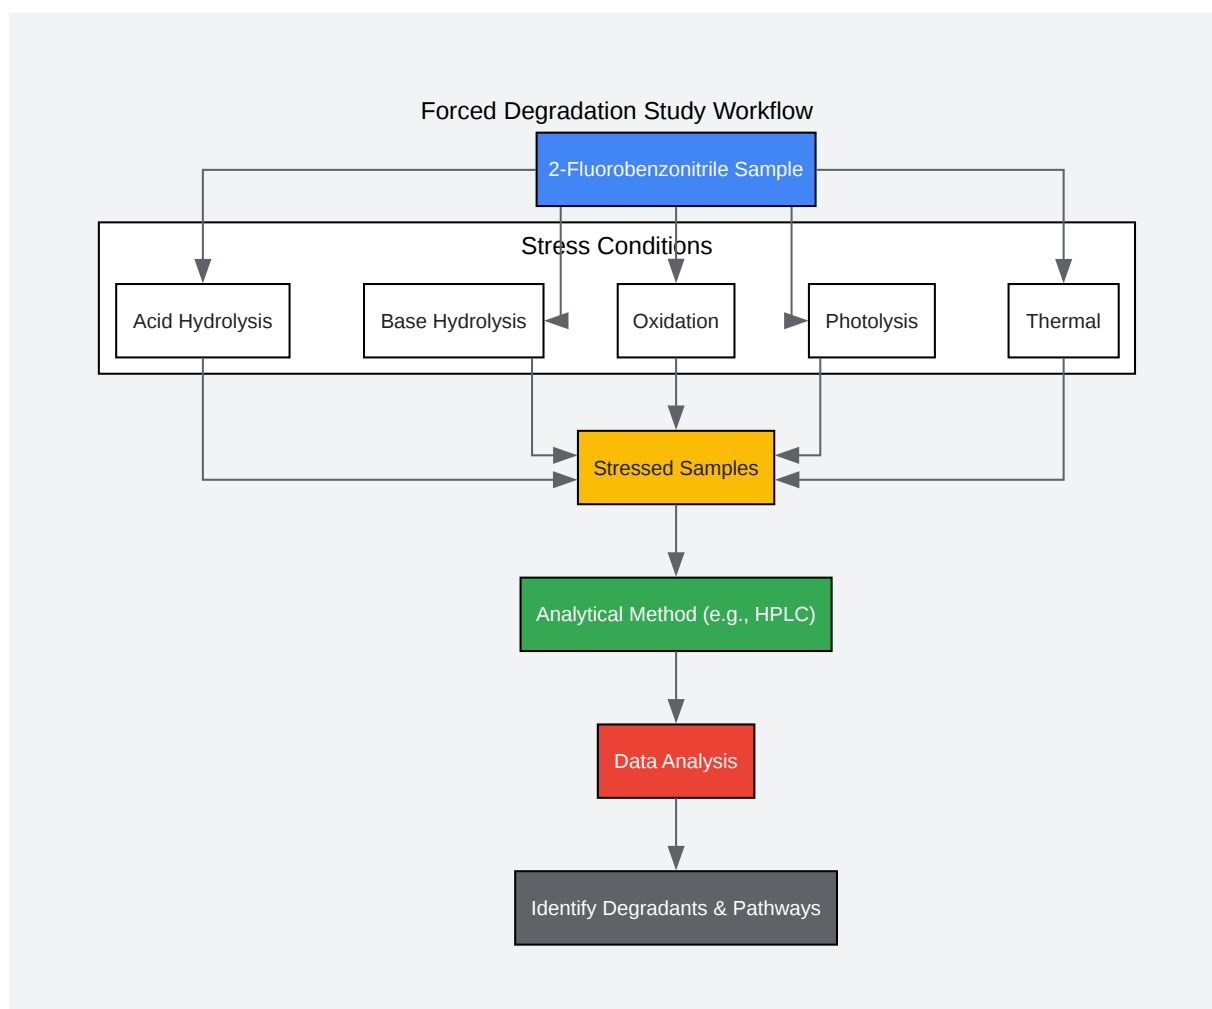 Forced Degradation Study Workflow
2-Fluorobenzonitrile Sample
Stress Conditions
Acid Hydrolysis
Base Hydrolysis
Oxidation
Photolysis
Thermal
Stressed Samples
Analytical Method (e.g., HPLC)
Data Analysis
Identify Degradants & Pathways